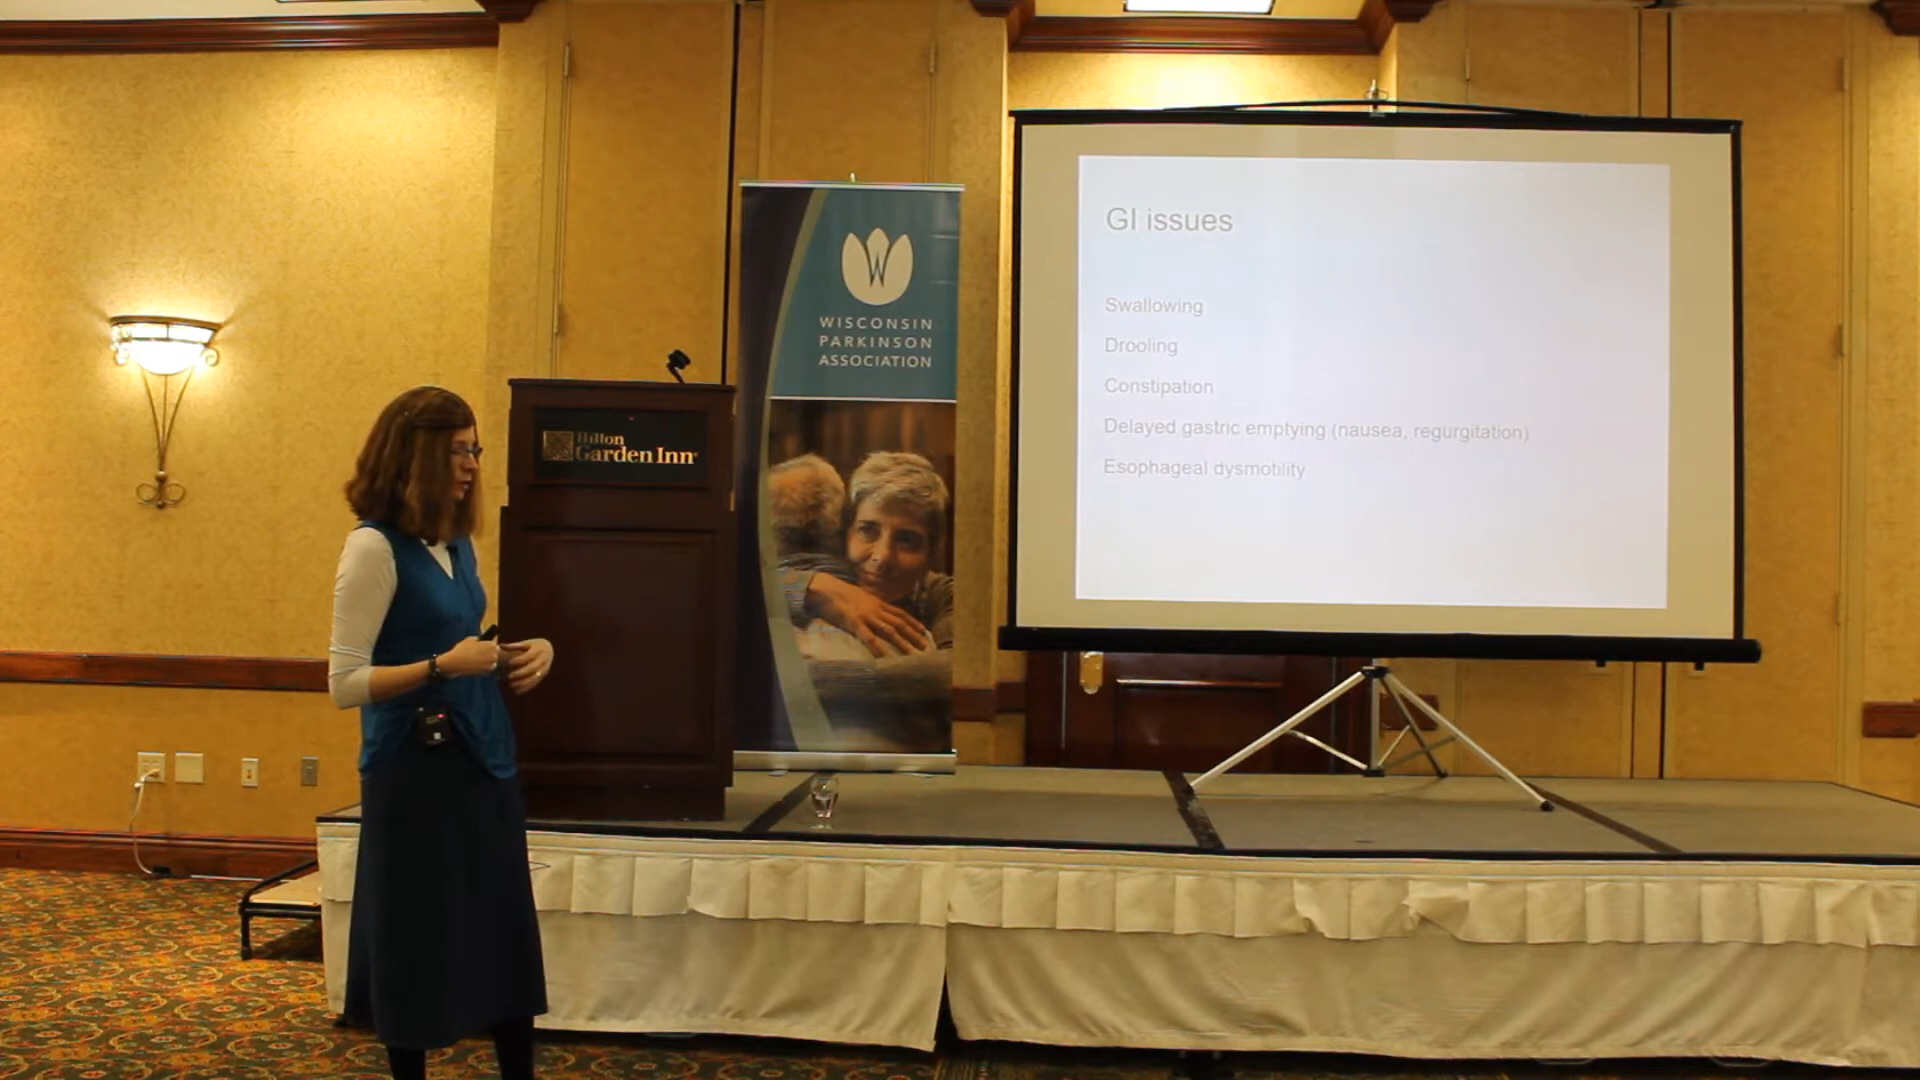 Hilton
Garden Inn
W
WISCONSIN
PARKINSON
ASSOCIATION
GI issues
Swallowing
Drooling
Constipation
Delayed gastric emptying (nausea, regurgitation)
Esophageal dysmotility